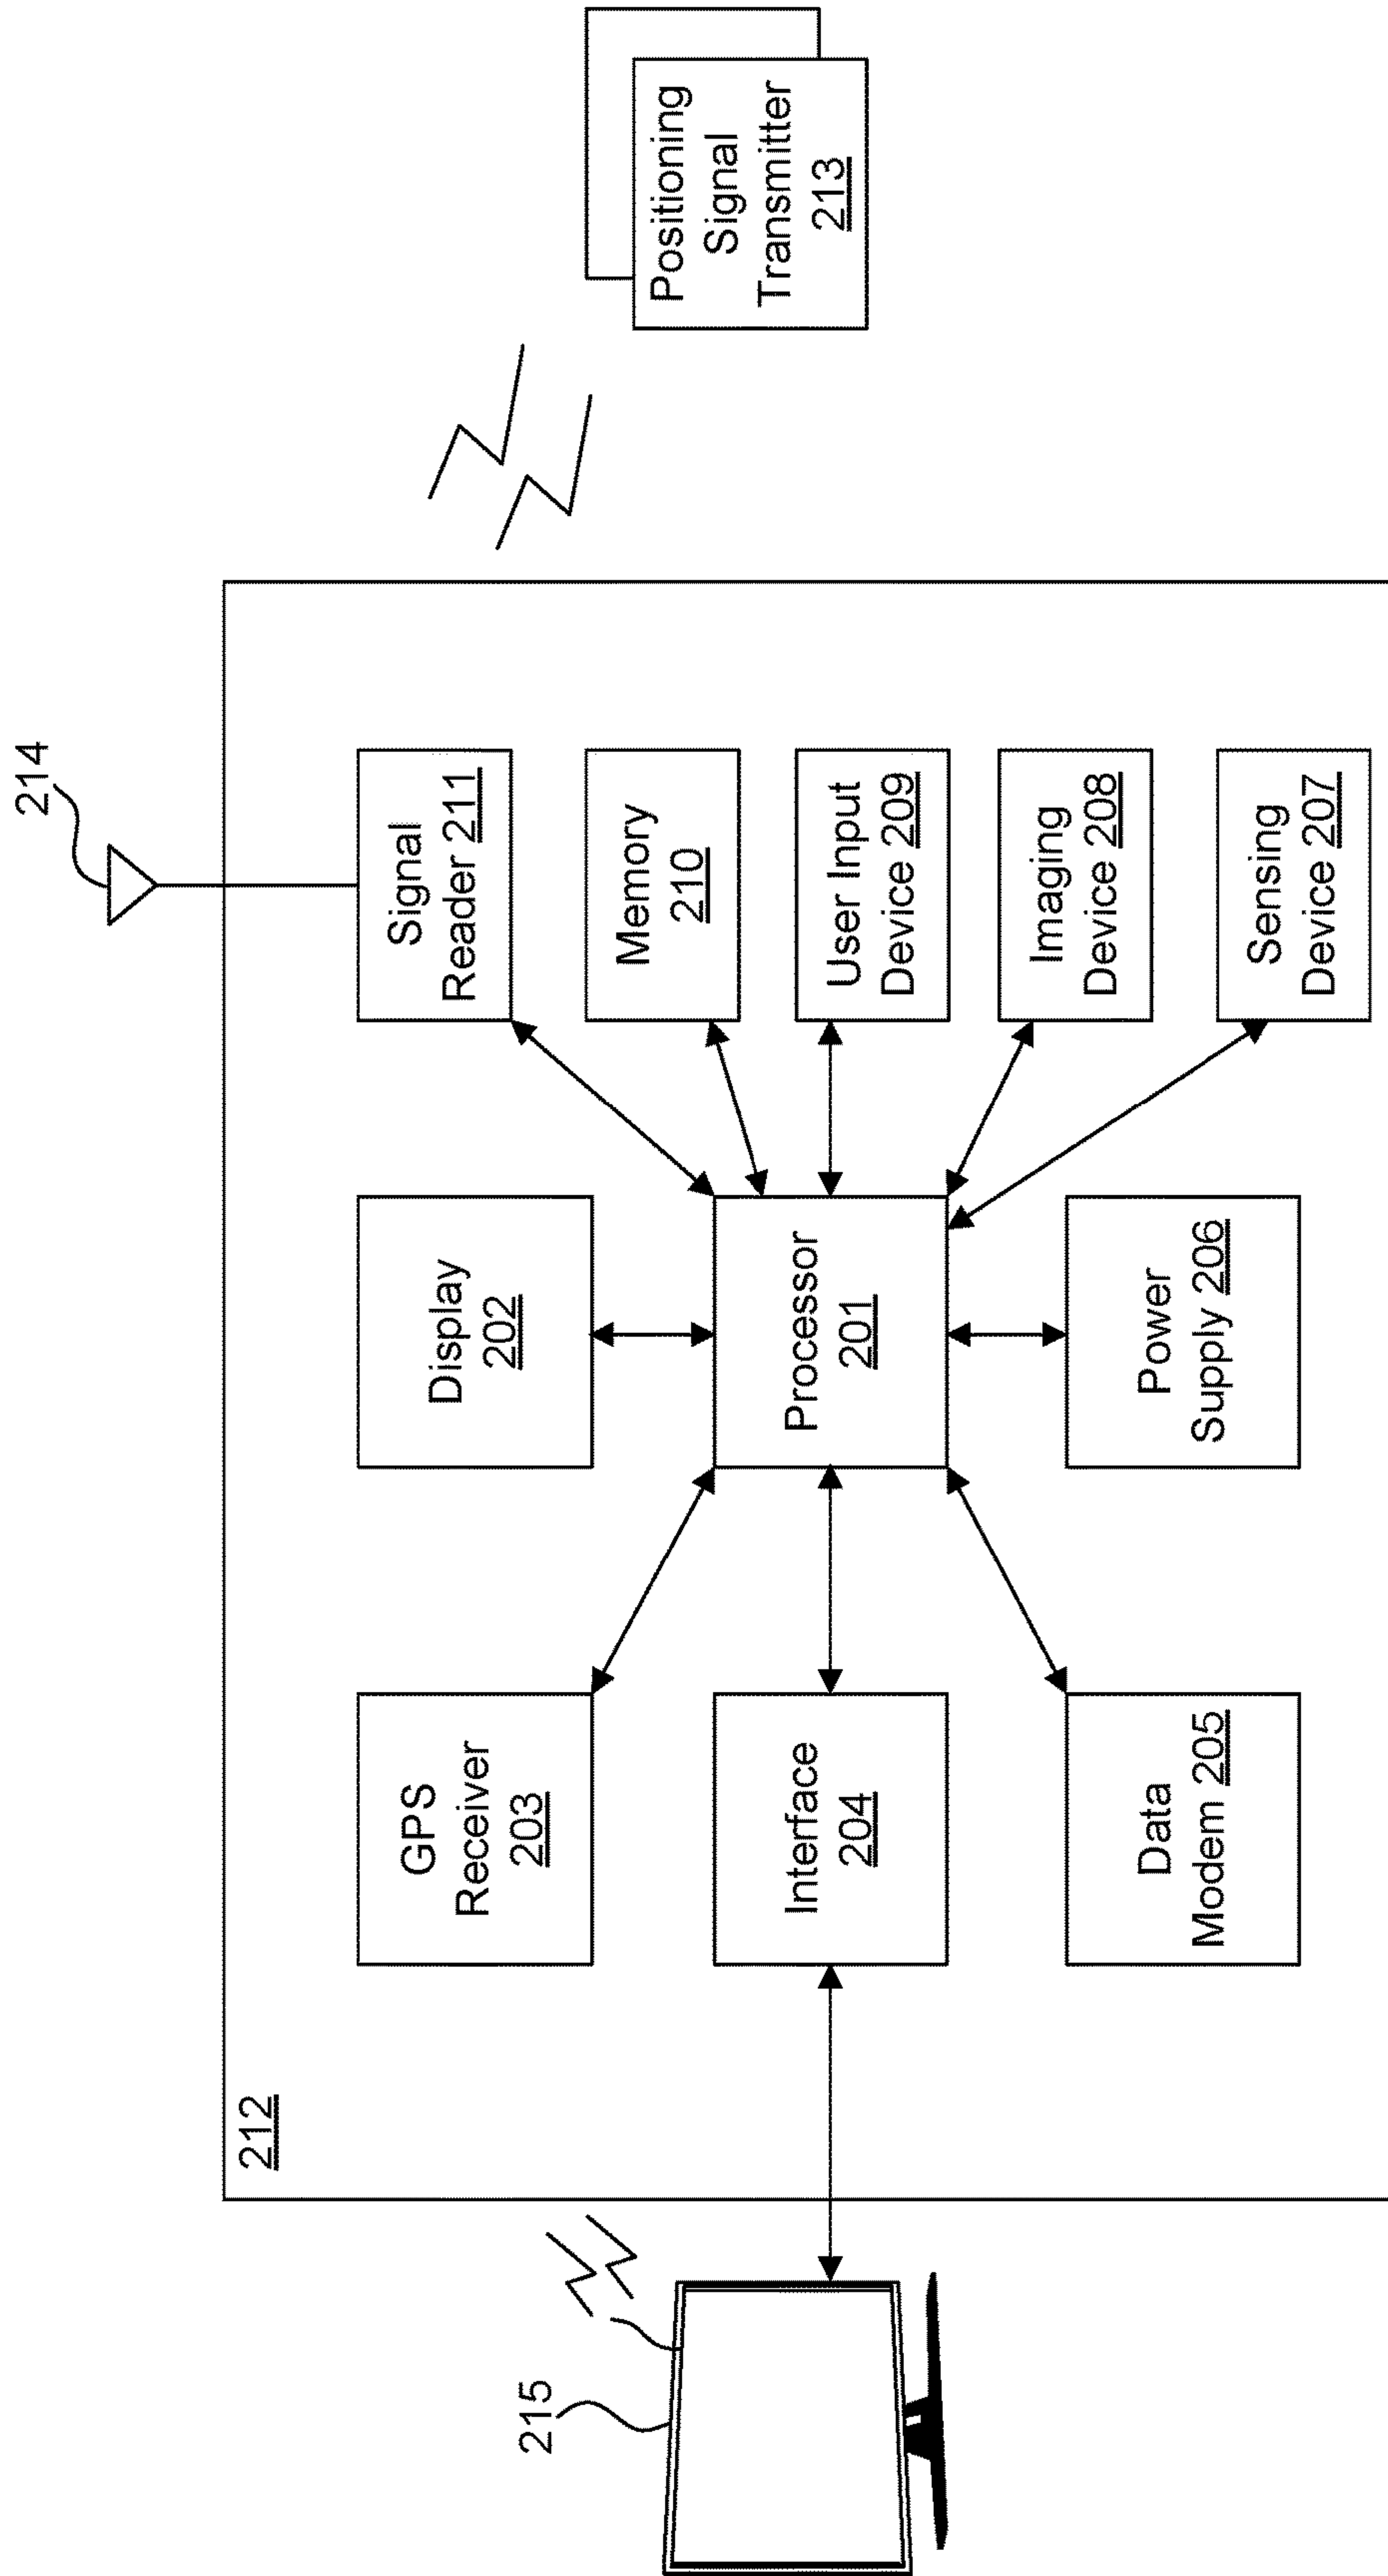 214
212
GPS
Receiver
203
Display
202
Signal
Reader 211
Memory
210
215
Interface
204
Processor
201
User Input
Device 209
Positioning
Signal
Transmitter
213
Imaging
Device 208
Data
Modem 205
Power
Supply 206
Sensing
Device 207